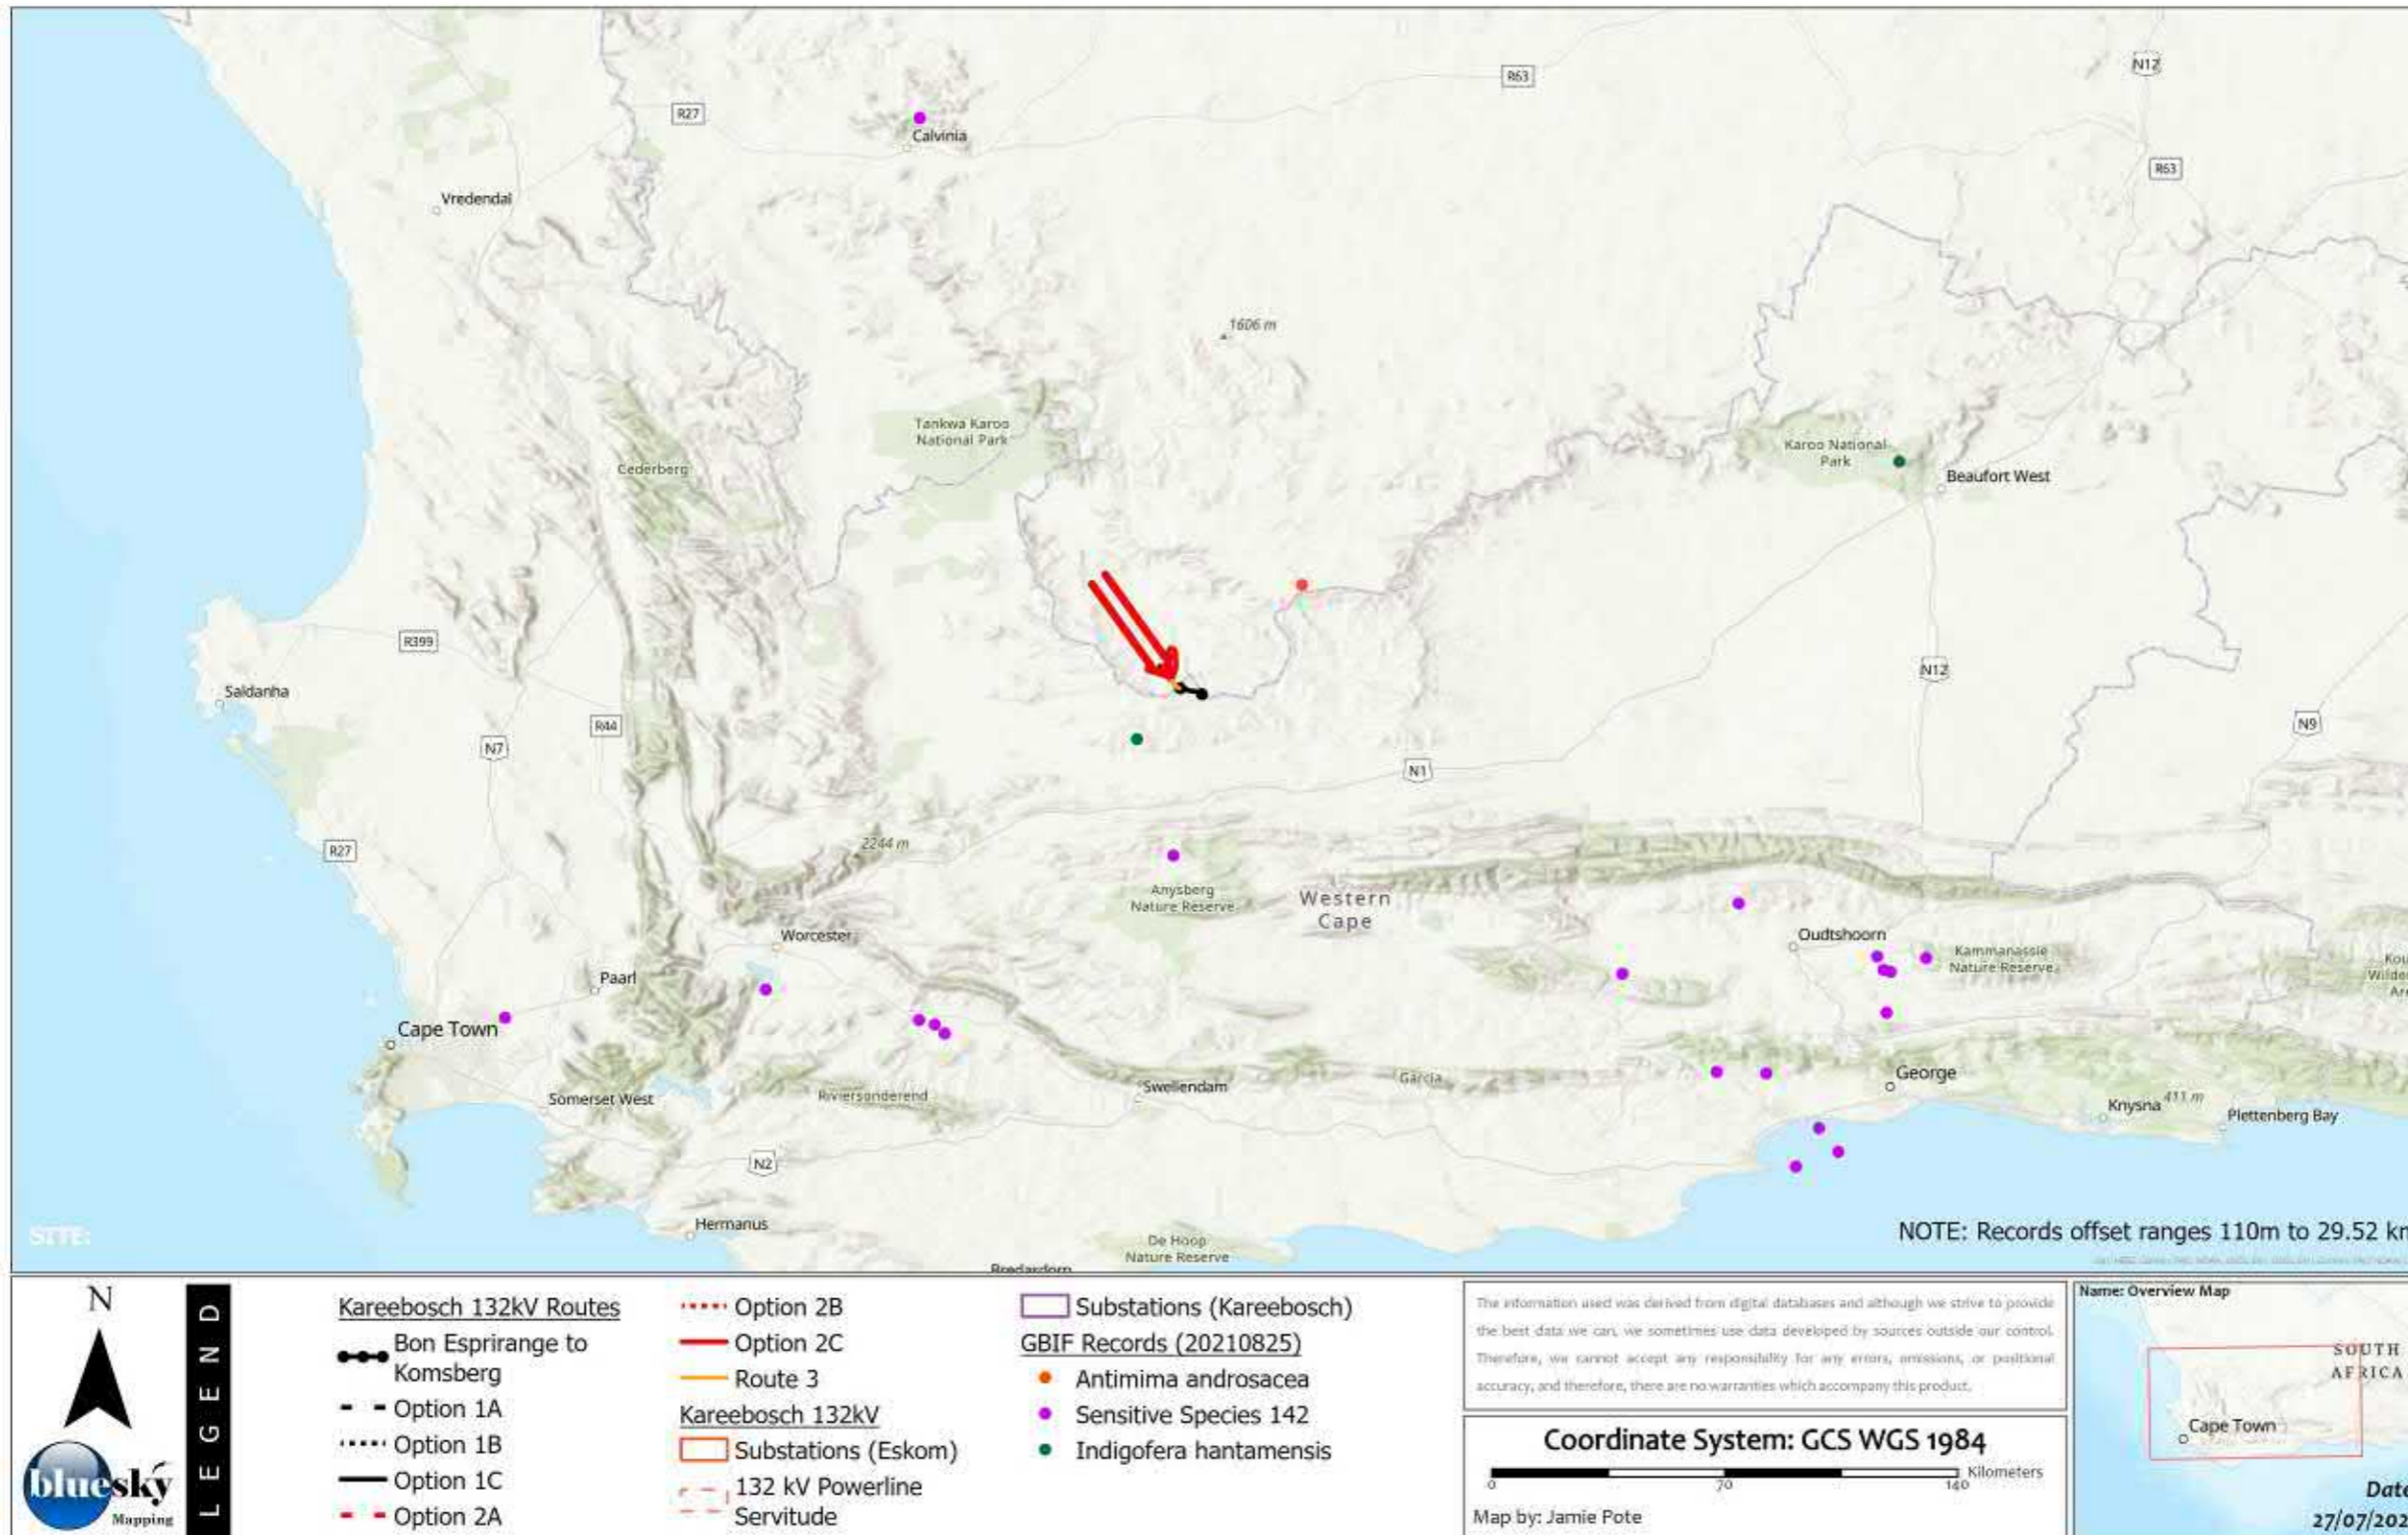 N12
R63
R27
Calvinia
R63
Vredendal
1606 m
Tankwa Karoo
National Park
Karoo National
Park
Cederberg
Beaufort West
R399
N12
Saldanha
R44
N7
N9
N1
R27
2244 m
Anysberg
Nature Reserve
Western
Cape
Worcester
Oudtshoorn
Kammanassie
Nature Reserve
Paarl
Cape Town
Swellendam
Garcia
George
Riviersonderend
Somerset West
Knysna
411 m
Plettenberg Bay
N2
Hermanus
De Hoop
Nature Reserve
Bredasdorp
SITE:
NOTE: Records offset ranges 110m to 29.52 km
N
LEGEND
bluesky
Mapping
Kareebosch 132kV Routes
Bon Esprirange to
Komsberg
Option 1A
Option 1B
Option 1C
Option 2A
Option 2B
Option 2C
Route 3
Kareebosch 132kV
Substations (Eskom)
132 kV Powerline
Servitude
Substations (Kareebosch)
GBIF Records (20210825)
Antimima androsacea
Sensitive Species 142
Indigofera hantamensis
The information used was derived from digital databases and although we strive to provide
the best data we can, we sometimes use data developed by sources outside our control.
Therefore, we cannot accept any responsibility for any errors, omissions, or positional
accuracy, and therefore, there are no warranties which accompany this product.
Coordinate System: GCS WGS 1984
Kilometers
0 70 140
Map by: Jamie Pote
Name: Overview Map
SOUTH
AFRICA
Cape Town
Date
27/07/202